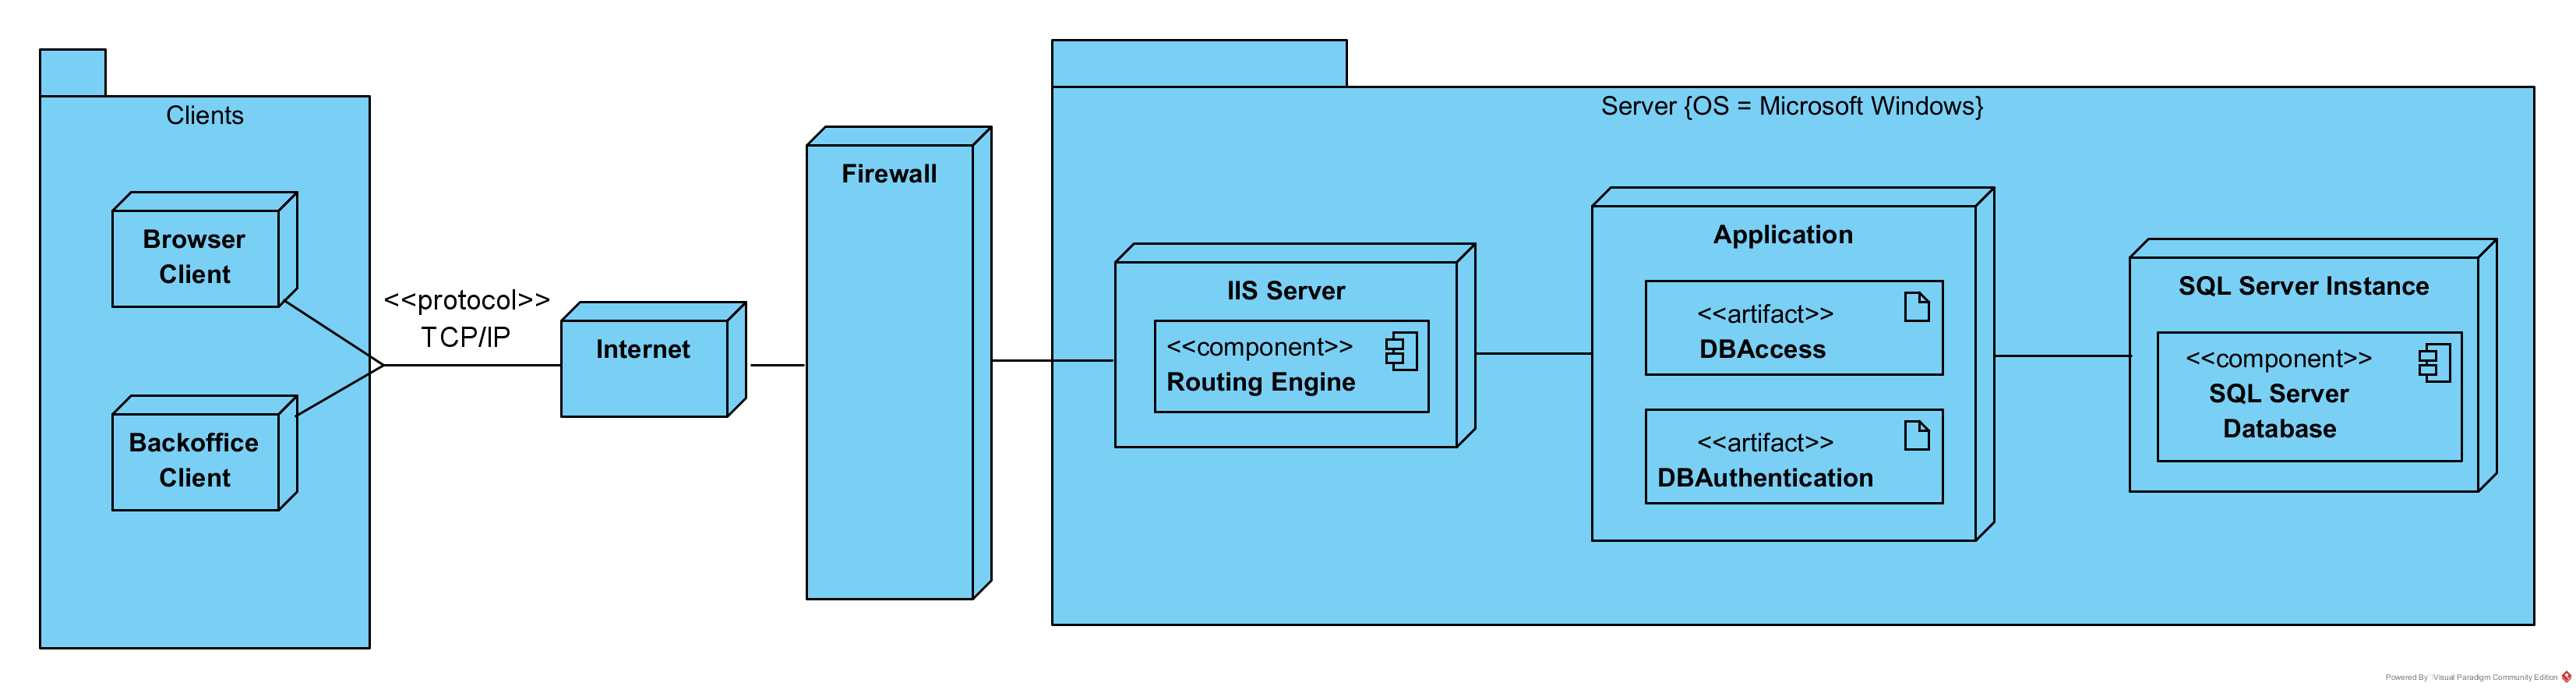 Clients
Browser
Client
Backoffice
Client
<<protocol>>
TCP/IP
Internet
Firewall
Server {OS = Microsoft Windows}
IIS Server
<<component>>
Routing Engine
Application
<<artifact>>
DBAccess
<<artifact>>
DBAuthentication
SQL Server Instance
<<component>>
SQL Server
Database
Powered By Visual Paradigm Community Edition